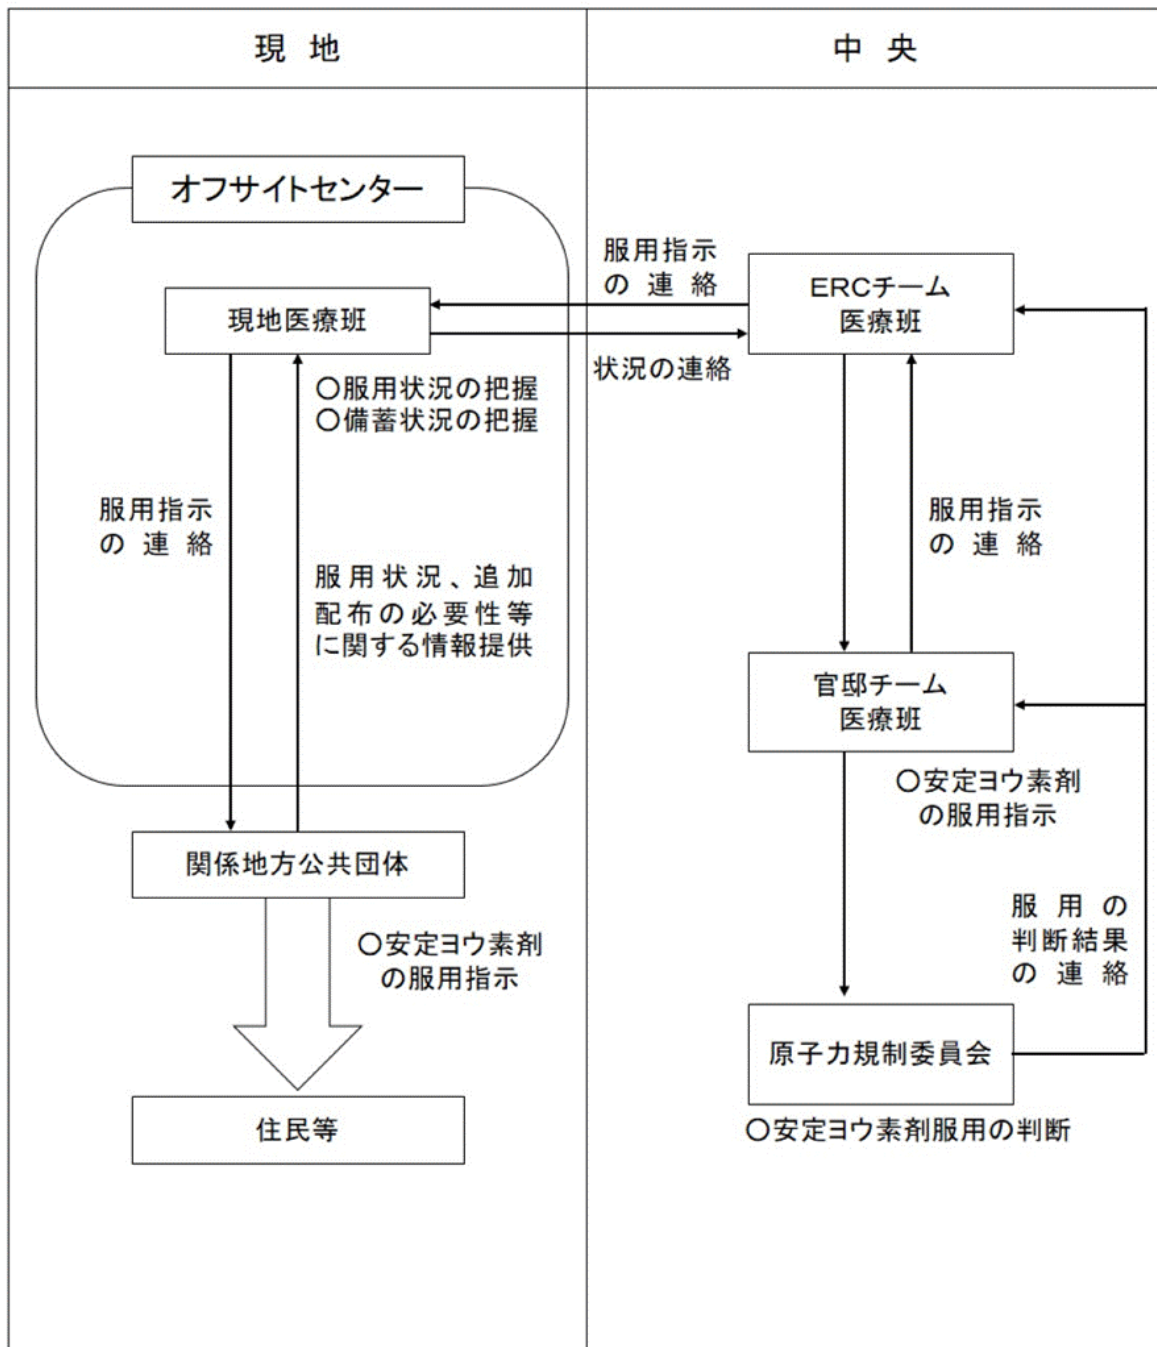 現地
中央
オフサイトセンター
現地医療班
服用指示
の連絡
ERCチーム
医療班
状況の連絡
○服用状況の把握
○備蓄状況の把握
服用指示
の連絡
服用状況、追加
配布の必要性等
に関する情報提供
服用指示
の連絡
官邸チーム
医療班
○安定ヨウ素剤
の服用指示
関係地方公共団体
○安定ヨウ素剤
の服用指示
服用の
判断結果
の連絡
原子力規制委員会
○安定ヨウ素剤服用の判断
住民等